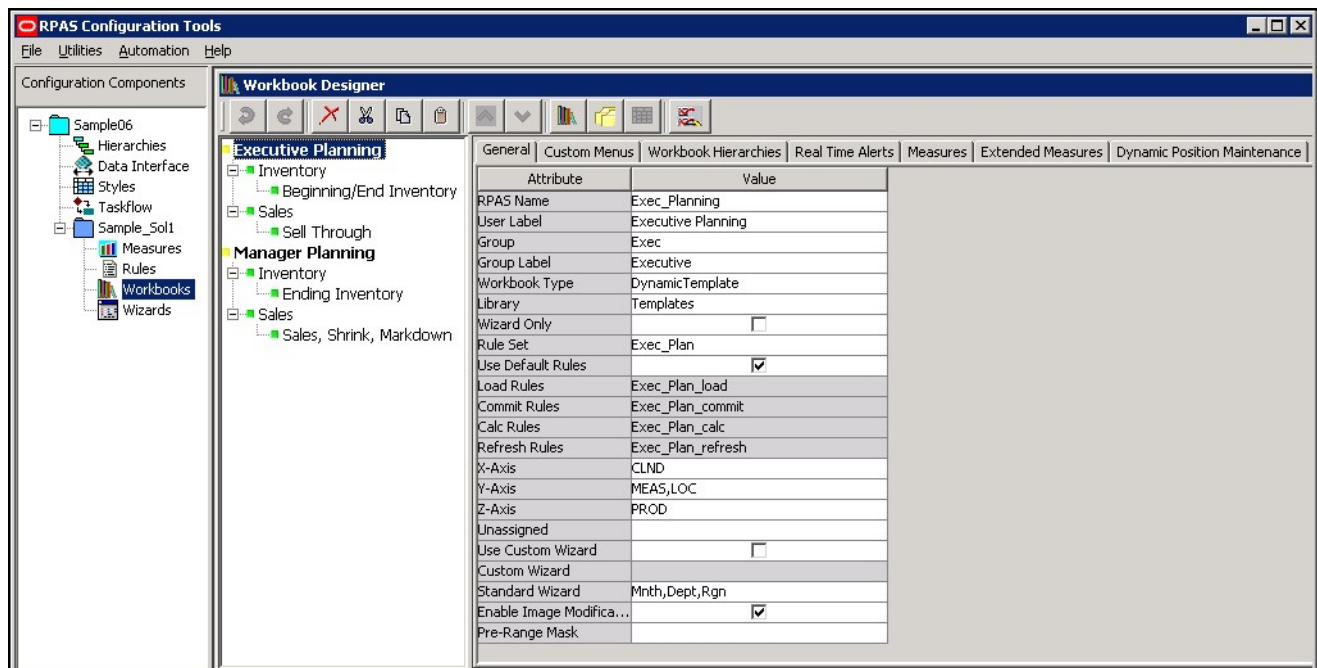 RPAS Configuration Tools
File Utilities Automation Help
Configuration Components
Sample06
Hierarchies
Data Interface
Styles
Taskflow
Sample_Sol1
Measures
Rules
Workbooks
Wizards
Workbook Designer
Executive Planning
Inventory
Beginning/End Inventory
Sales
Sell Through
Manager Planning
Inventory
Ending Inventory
Sales
Sales, Shrink, Markdown
General Custom Menus Workbook Hierarchies Real Time Alerts Measures Extended Measures Dynamic Position Maintenance
Attribute Value
RPAS Name Exec_Planning
User Label Executive Planning
Group Exec
Group Label Executive
Workbook Type DynamicTemplate
Library Templates
Wizard Only
Rule Set Exec_Plan
Use Default Rules
Load Rules Exec_Plan_load
Commit Rules Exec_Plan_commit
Calc Rules Exec_Plan_calc
Refresh Rules Exec_Plan_refresh
X-Axis CLND
Y-Axis MEAS,LOC
Z-Axis PROD
Unassigned
Use Custom Wizard
Custom Wizard
Standard Wizard Mnth,Dept,Rgn
Enable Image Modifica...
Pre-Range Mask